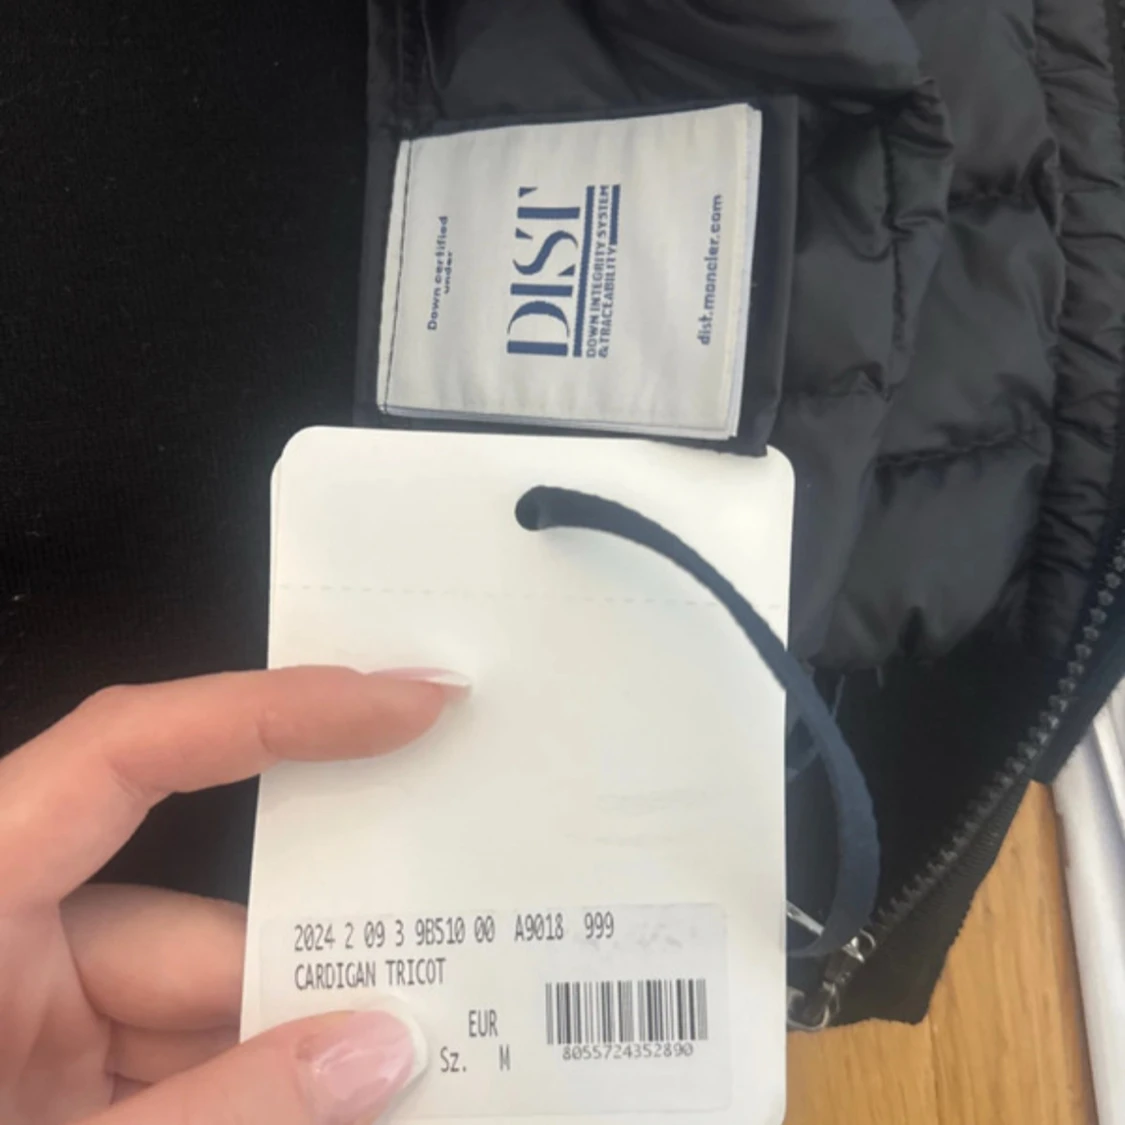 Down certified
under
DIST
DOWN INTEGRITY SYSTEM
& TRACEABILITY
dist.moncler.com
2024 2 09 3 9B510 00 A9018 999
CARDIGAN TRICOT
EUR
Sz. M
8055724352890